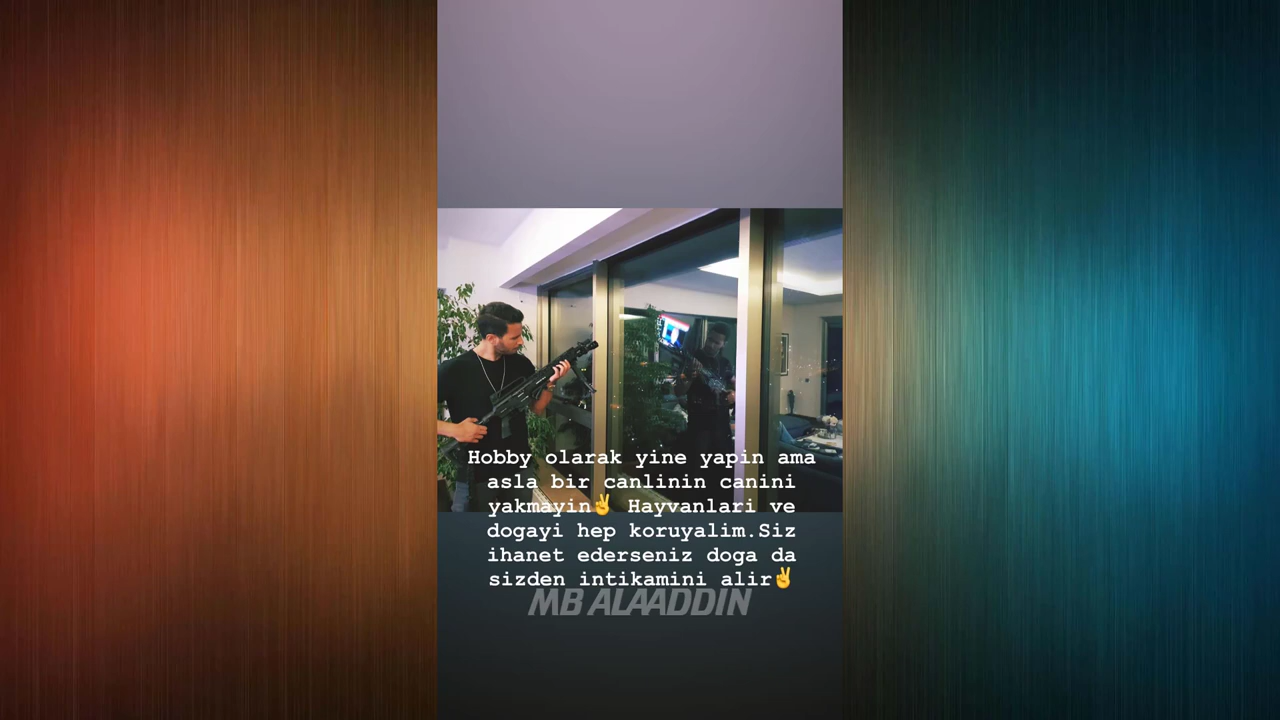 Hobby olarak yine yapin ama
asla bir canlinin canini
yakmayin✌ Hayvanlari ve
dogayi hep koruyalim.Siz
ihanet ederseniz doga da
sizden intikamini alir✌
MB ALAADDIN